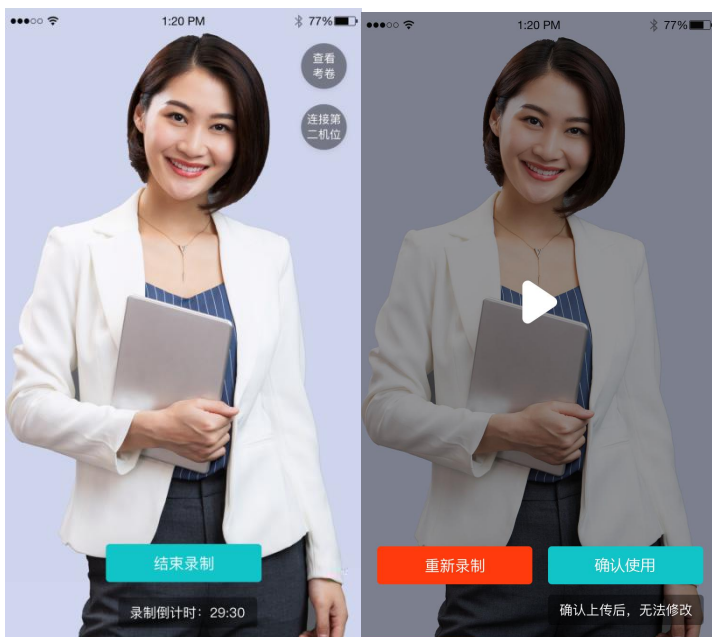 1:20 PM
77%
查看
考卷
连接第
二机位
结束录制
录制倒计时：29:30
1:20 PM
77%
重新录制
确认使用
确认上传后，无法修改